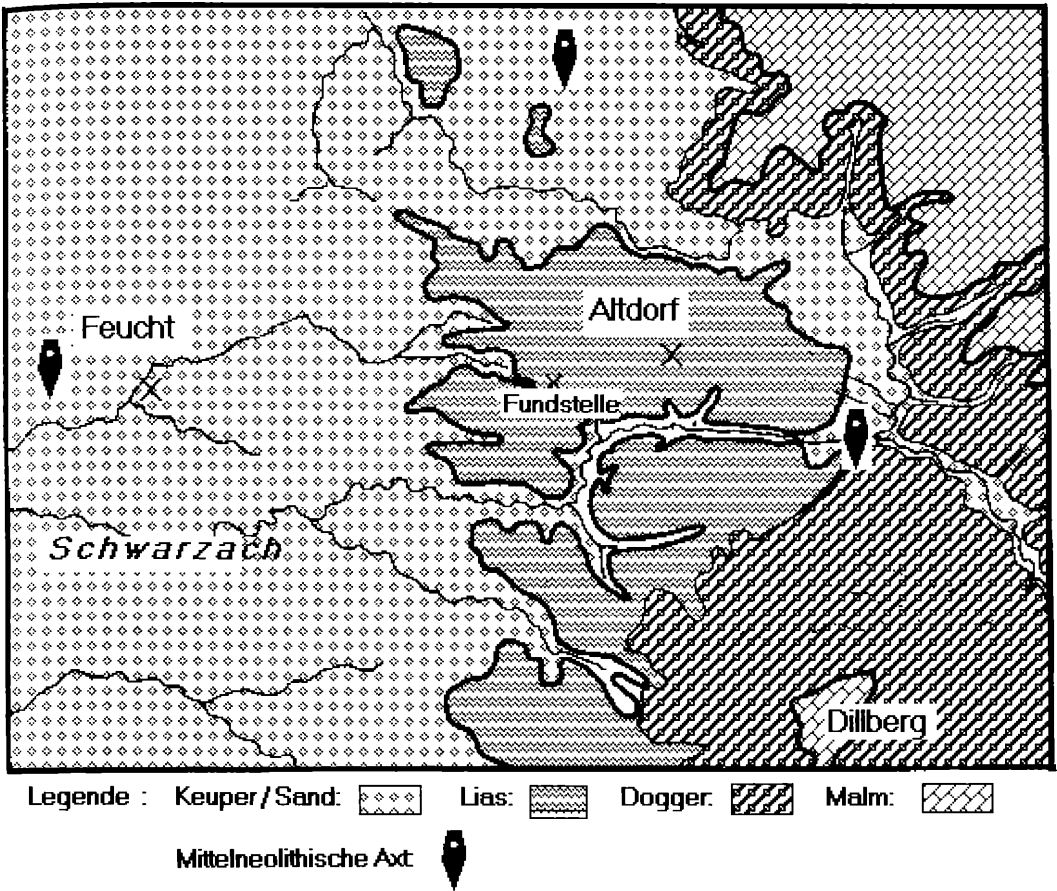 Feucht
Altdorf
Fundstelle
Schwarzach
Dillberg
Legende : Keuper/Sand: Lias: Dogger: Malm:
Mittelneolithische Axt: